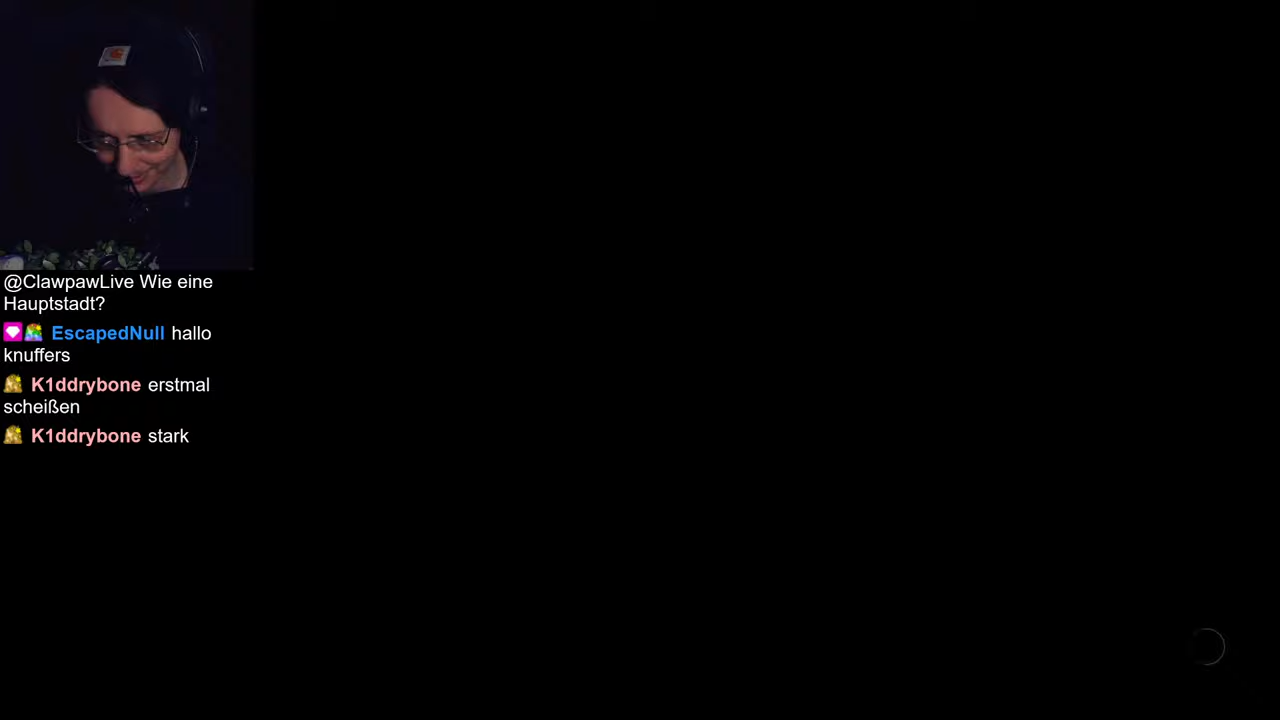 @ClawpawLive Wie eine
Hauptstadt?
EscapedNull hallo
knuffers
K1ddrybone erstmal
scheißen
K1ddrybone stark